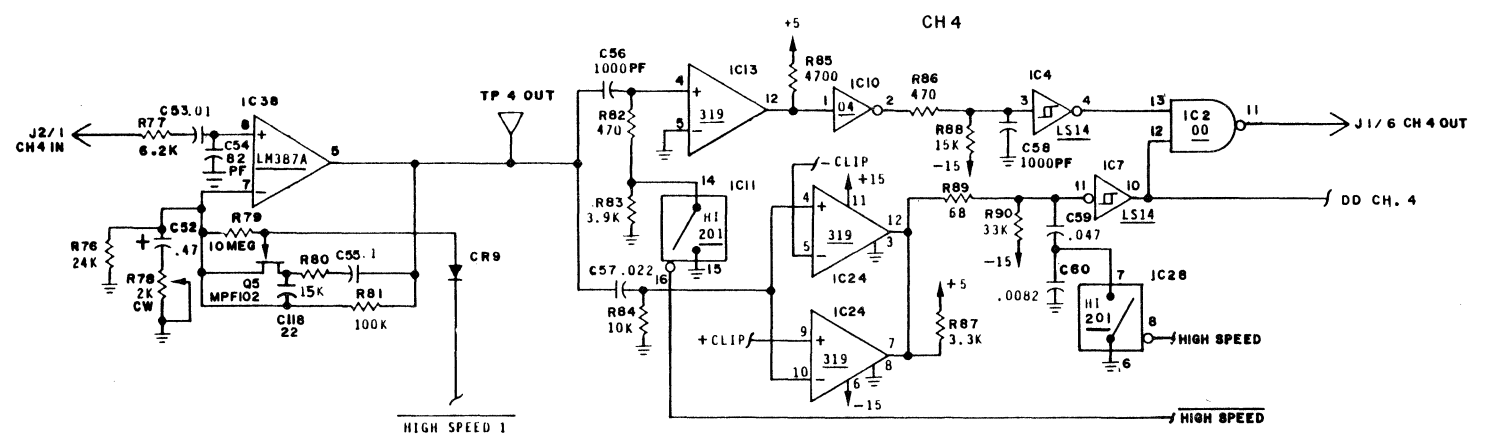 CH 4
J2/1
CH4 IN
R77
6.2K
C53 .01
C54
82
PF
IC38
8
LM387A
7
5
R76
24K
C52
.47
+
R78
2K
CW
R79
10 MEG
Q5
MPF102
R80
15K
C55 .1
C118
22
R81
100K
CR9
HIGH SPEED 1
TP 4 OUT
C56
1000PF
R82
470
R83
3.9K
4
+
5
−
IC13
319
12
+5
R85
4700
IC10
1
04
2
R86
470
R88
15K
-15
C58
1000PF
IC4
3
4
LS14
13
12
IC2
00
11
J1/6 CH 4 OUT
14
IC11
HI
201
15
16
C57 .022
R84
10K
-CLIP
+15
4
+
11
5
−
319
12
3
IC24
R89
68
R90
33K
-15
C59
.047
C60
.0082
IC7
11
10
LS14
DD CH. 4
IC24
+CLIP
9
+
10
−
319
7
8
6
-15
+5
R87
3.3K
7
IC28
HI
201
8
6
HIGH SPEED
HIGH SPEED